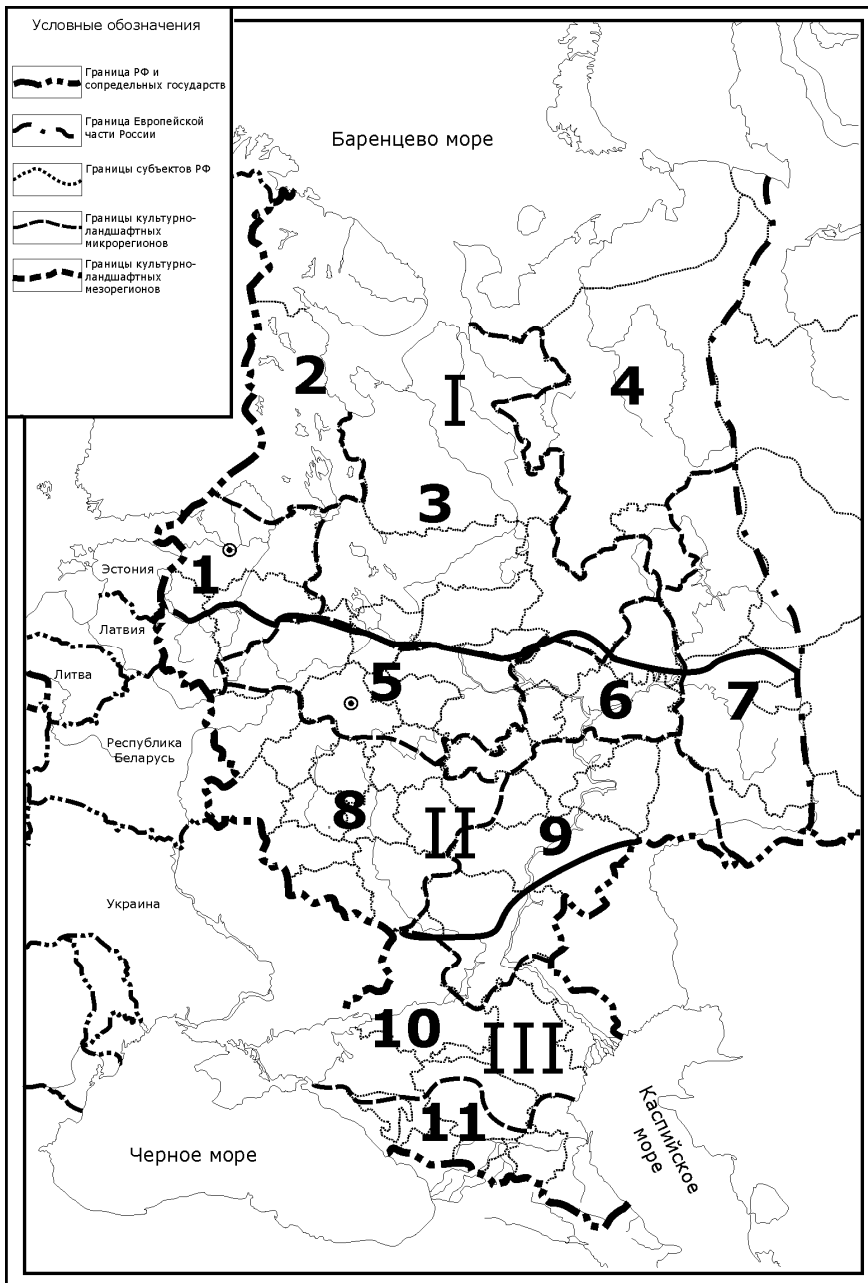 Условные обозначения
Граница РФ и
сопредельных государств
Граница Европейской
части России
Границы субъектов РФ
Границы культурно-
ландшафтных
микрорегионов
Границы культурно-
ландшафтных
мезорегионов
Баренцево море
2
I
4
3
Эстония
1
Латвия
Литва
5
6
7
Республика
Беларусь
8
II
9
Украина
10
III
11
Каспийское
море
Черное море